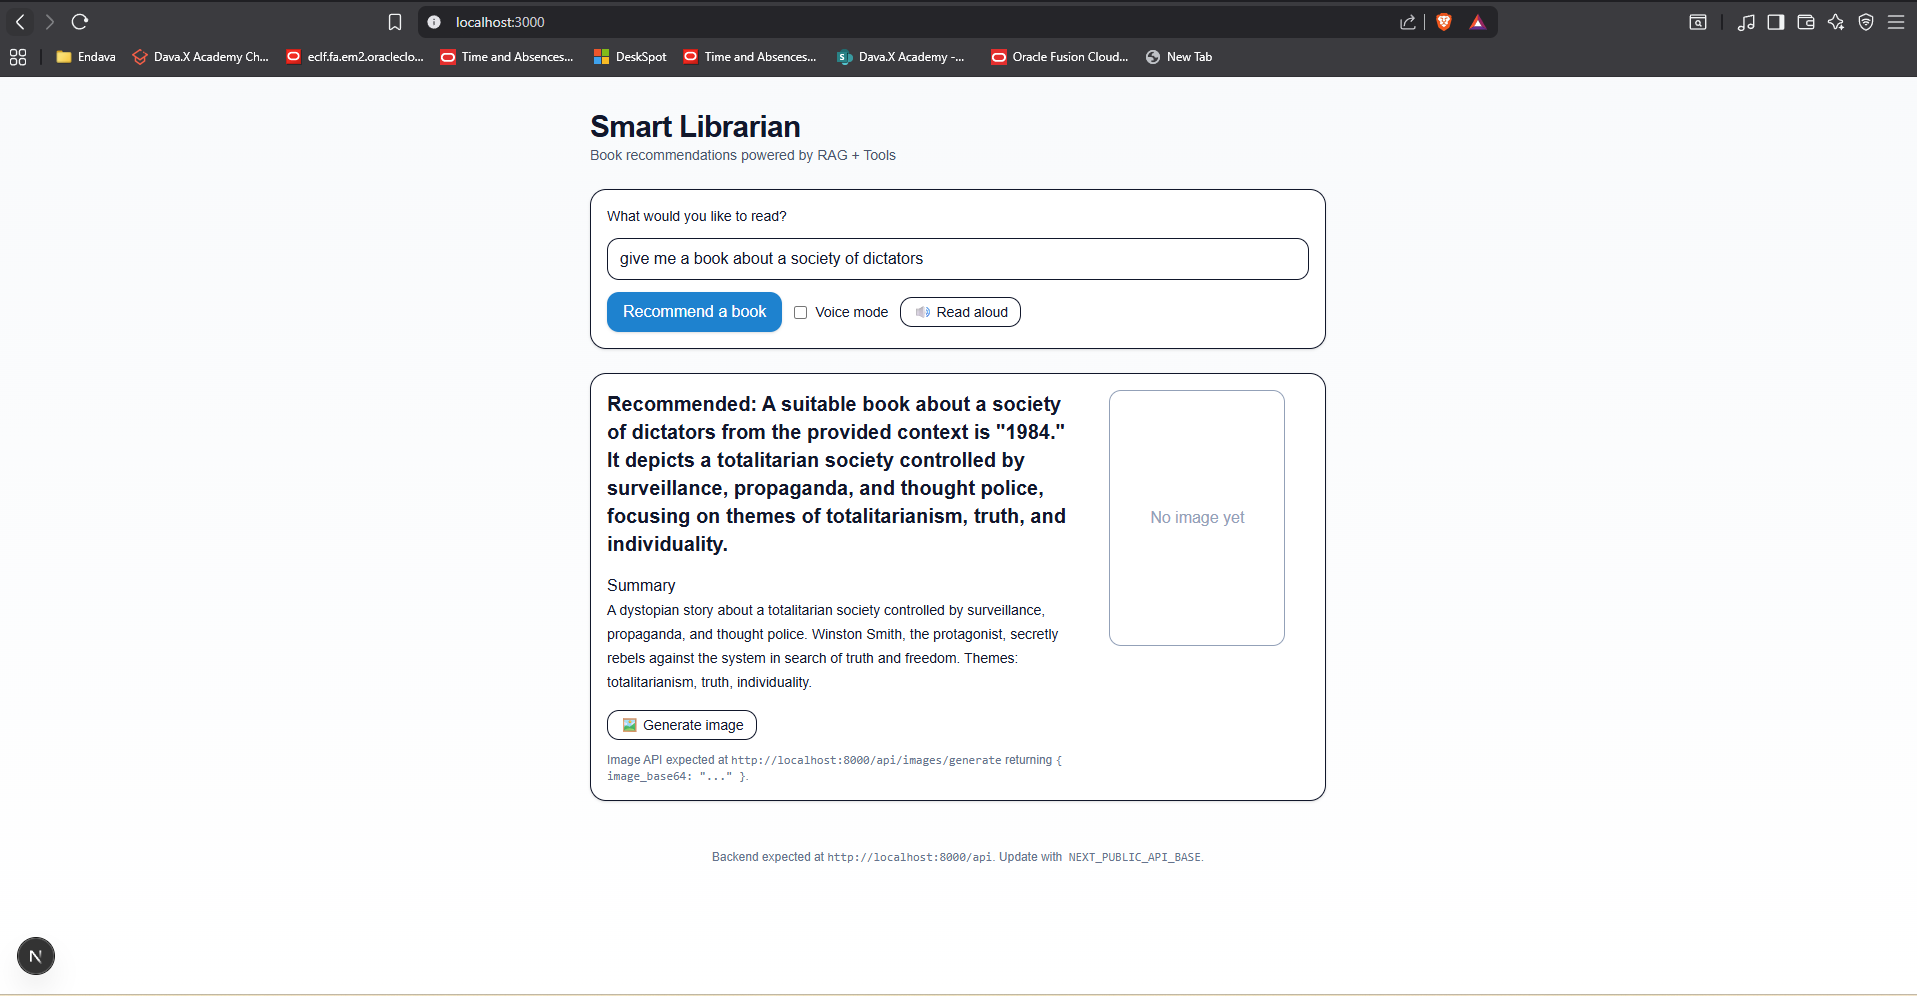 localhost:3000
Endava
Dava.X Academy Ch...
eclf.fa.em2.oraclecloud...
Time and Absences...
DeskSpot
Time and Absences...
Dava.X Academy -...
Oracle Fusion Cloud...
New Tab
Smart Librarian
Book recommendations powered by RAG + Tools
What would you like to read?
give me a book about a society of dictators
Recommend a book
Voice mode
Read aloud
Recommended: A suitable book about a society
of dictators from the provided context is "1984."
It depicts a totalitarian society controlled by
surveillance, propaganda, and thought police,
focusing on themes of totalitarianism, truth, and
individuality.
No image yet
Summary
A dystopian story about a totalitarian society controlled by surveillance,
propaganda, and thought police. Winston Smith, the protagonist, secretly
rebels against the system in search of truth and freedom. Themes:
totalitarianism, truth, individuality.
Generate image
Image API expected at http://localhost:8000/api/images/generate returning {
image_base64: "..." }.
Backend expected at http://localhost:8000/api. Update with NEXT_PUBLIC_API_BASE.
N